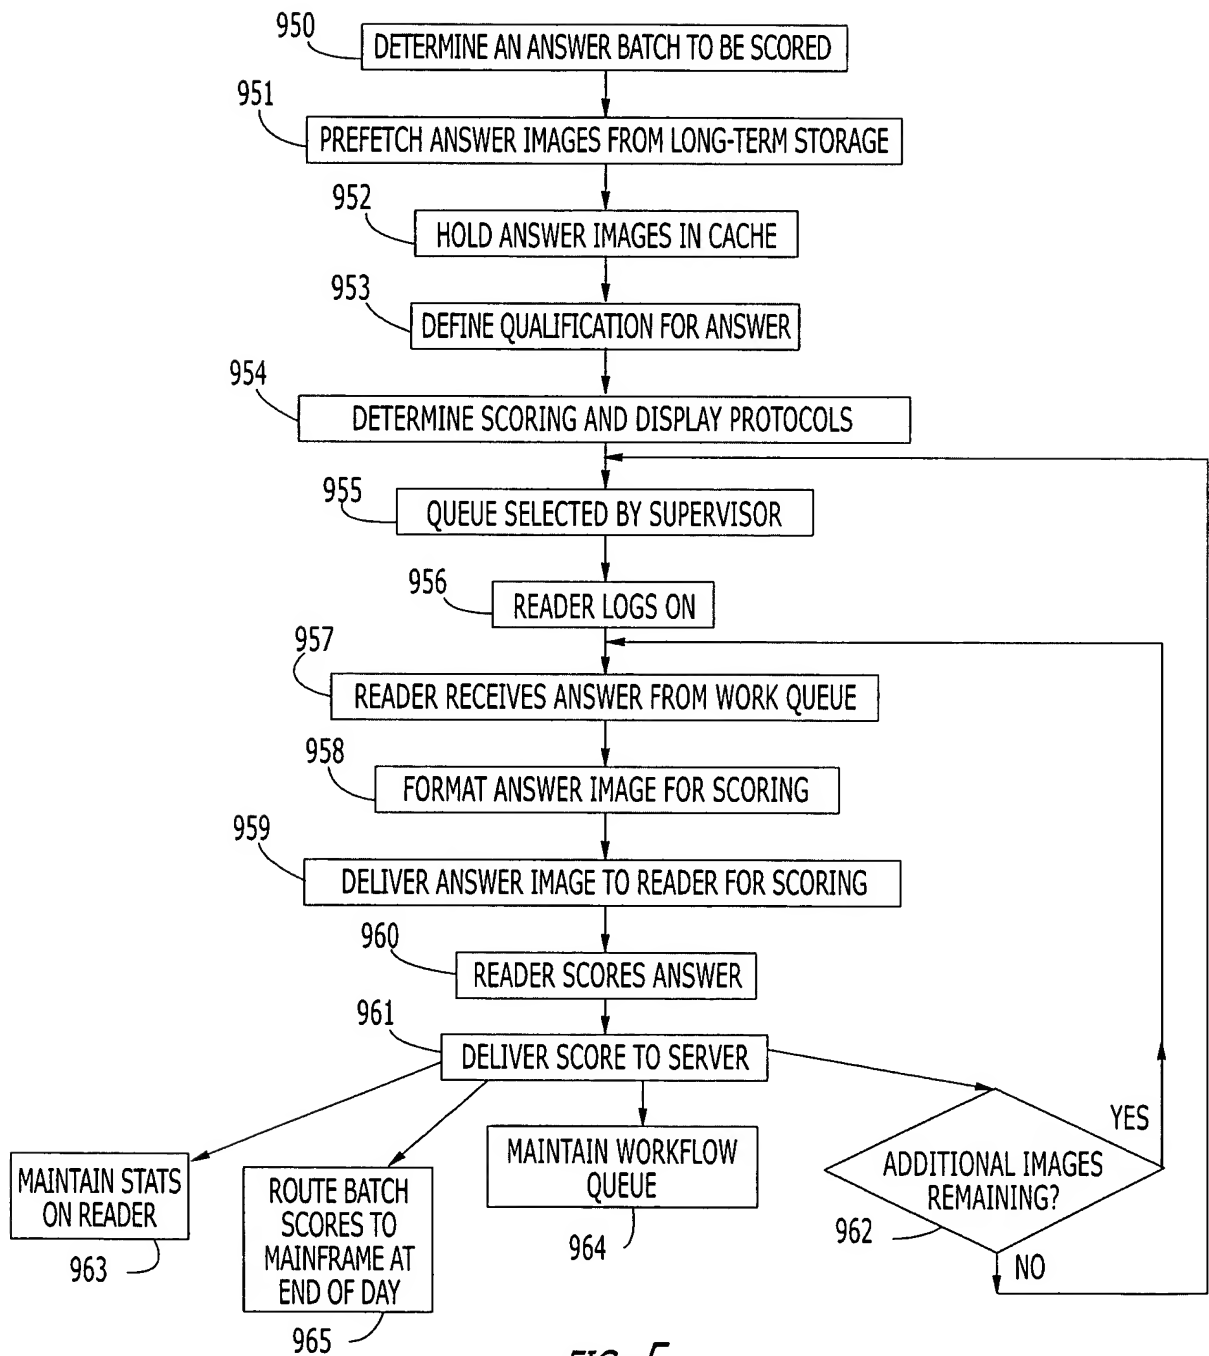 950
DETERMINE AN ANSWER BATCH TO BE SCORED
951
PREFETCH ANSWER IMAGES FROM LONG-TERM STORAGE
952
HOLD ANSWER IMAGES IN CACHE
953
DEFINE QUALIFICATION FOR ANSWER
954
DETERMINE SCORING AND DISPLAY PROTOCOLS
955
QUEUE SELECTED BY SUPERVISOR
956
READER LOGS ON
957
READER RECEIVES ANSWER FROM WORK QUEUE
958
FORMAT ANSWER IMAGE FOR SCORING
959
DELIVER ANSWER IMAGE TO READER FOR SCORING
960
READER SCORES ANSWER
961
DELIVER SCORE TO SERVER
MAINTAIN STATS
ON READER
963
ROUTE BATCH
SCORES TO
MAINFRAME AT
END OF DAY
965
MAINTAIN WORKFLOW
QUEUE
964
YES
ADDITIONAL IMAGES
REMAINING?
962
NO
FIG. 5